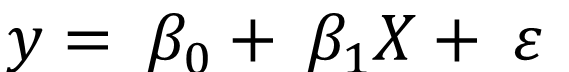 y = β₀ + β₁X + ε